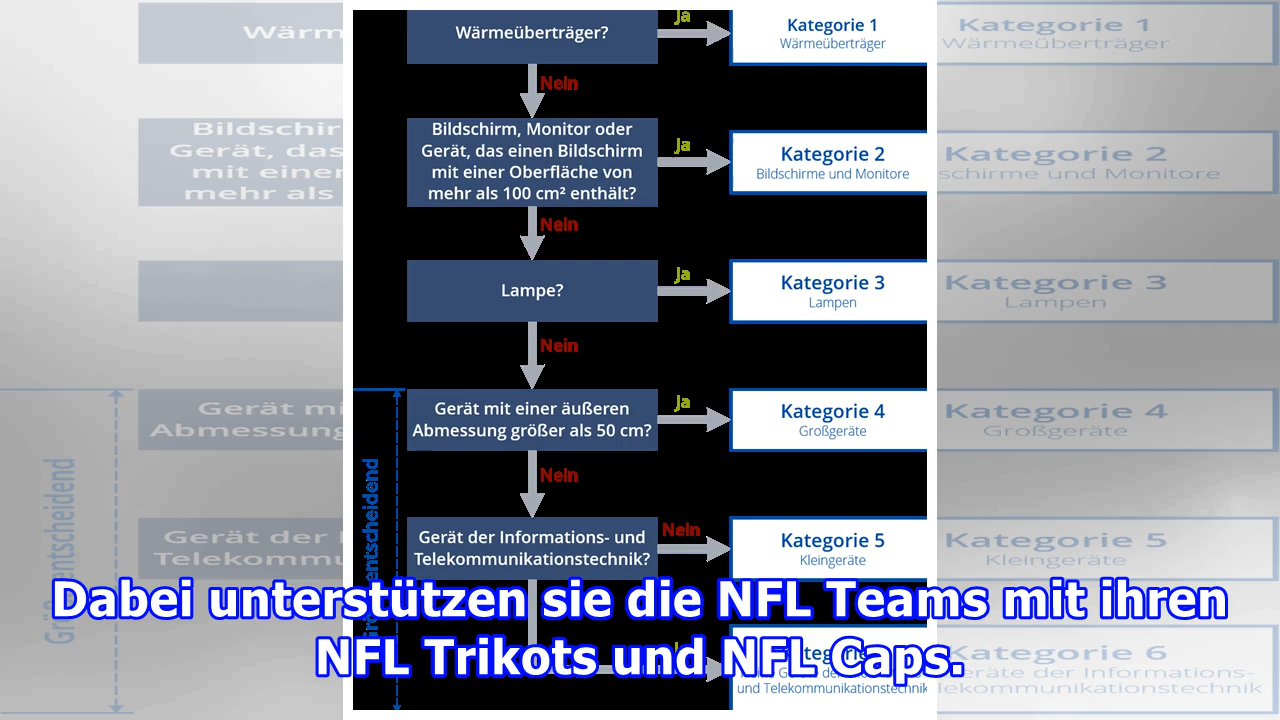 Wärmeüberträger?
Ja
Kategorie 1
Wärmeüberträger
Nein
Bildschirm, Monitor oder
Gerät, das einen Bildschirm
mit einer Oberfläche von
mehr als 100 cm² enthält?
Ja
Kategorie 2
Bildschirme und Monitore
Nein
Lampe?
Ja
Kategorie 3
Lampen
Nein
Gerät mit einer äußeren
Abmessung größer als 50 cm?
Ja
Kategorie 4
Großgeräte
Nein
Gerät der Informations- und
Telekommunikationstechnik?
Nein
Kategorie 5
Kleingeräte
Dabei unterstützen sie die NFL Teams mit ihren
NFL Trikots und NFL Caps.
Kategorie 6
und Telekommunikationstechnik